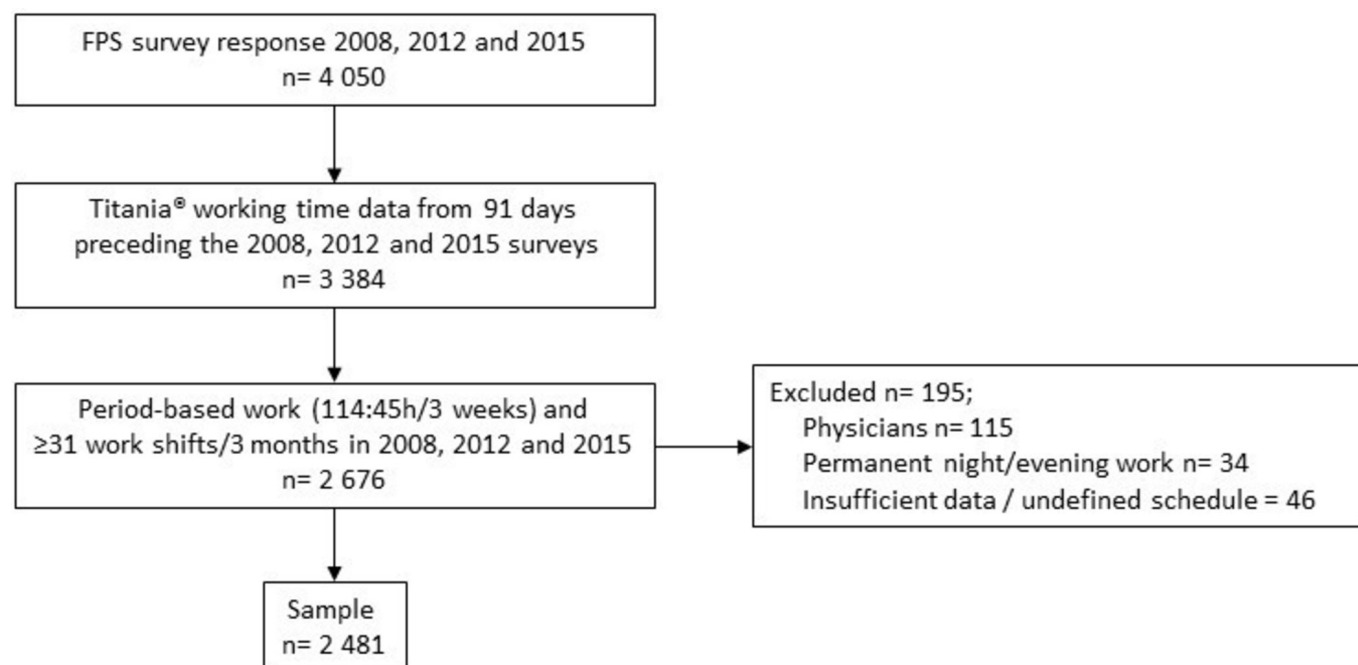 FPS survey response 2008, 2012 and 2015
n= 4 050
Titania® working time data from 91 days
preceding the 2008, 2012 and 2015 surveys
n= 3 384
Period-based work (114:45h/3 weeks) and
≥31 work shifts/3 months in 2008, 2012 and 2015
n= 2 676
Excluded n= 195;
Physicians n= 115
Permanent night/evening work n= 34
Insufficient data / undefined schedule = 46
Sample
n= 2 481